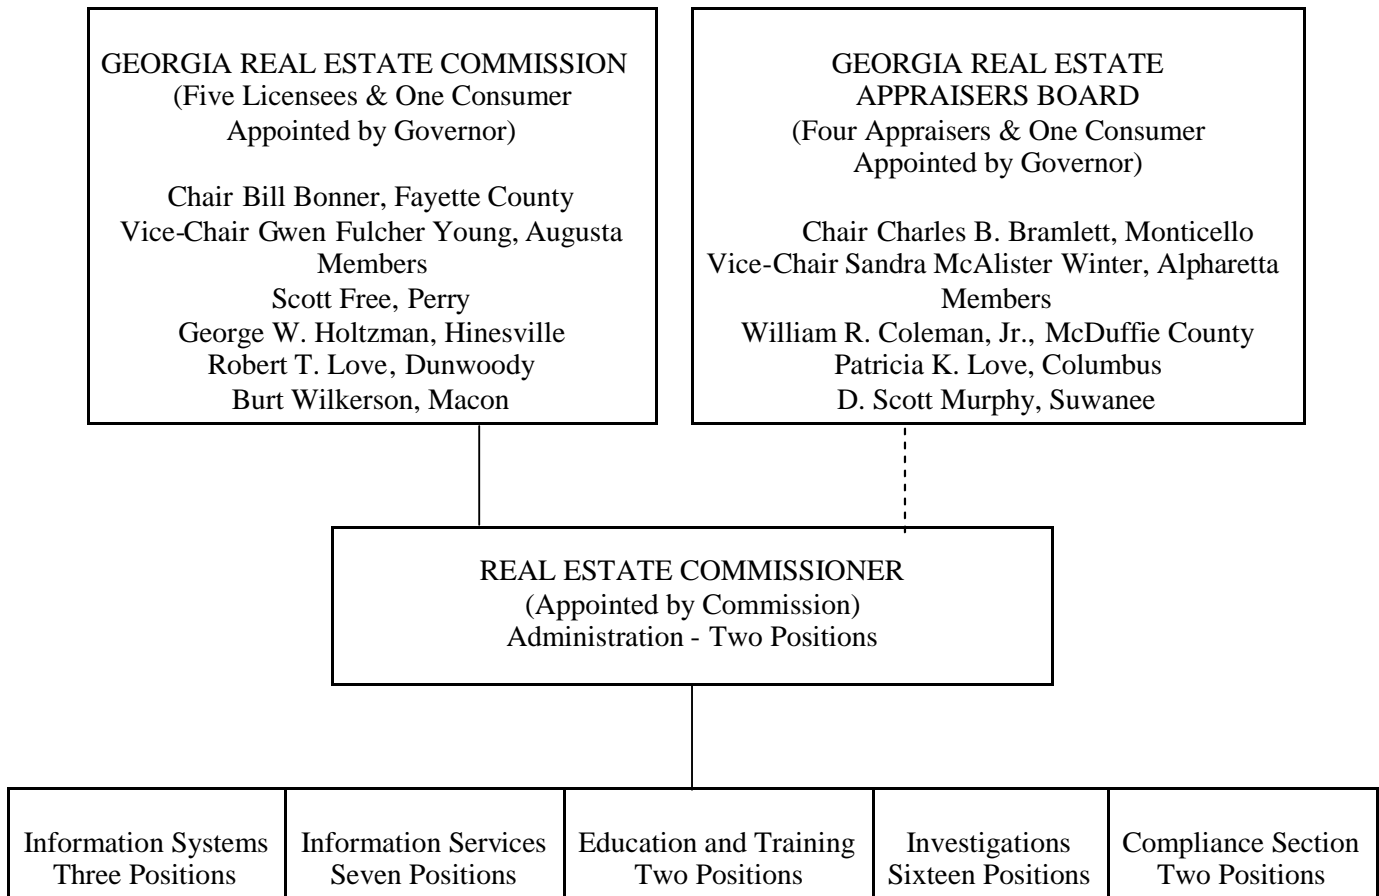 GEORGIA REAL ESTATE COMMISSION
(Five Licensees & One Consumer
Appointed by Governor)
Chair Bill Bonner, Fayette County
Vice-Chair Gwen Fulcher Young, Augusta
Members
Scott Free, Perry
George W. Holtzman, Hinesville
Robert T. Love, Dunwoody
Burt Wilkerson, Macon
GEORGIA REAL ESTATE
APPRAISERS BOARD
(Four Appraisers & One Consumer
Appointed by Governor)
Chair Charles B. Bramlett, Monticello
Vice-Chair Sandra McAlister Winter, Alpharetta
Members
William R. Coleman, Jr., McDuffie County
Patricia K. Love, Columbus
D. Scott Murphy, Suwanee
REAL ESTATE COMMISSIONER
(Appointed by Commission)
Administration - Two Positions
Information Systems
Three Positions
Information Services
Seven Positions
Education and Training
Two Positions
Investigations
Sixteen Positions
Compliance Section
Two Positions